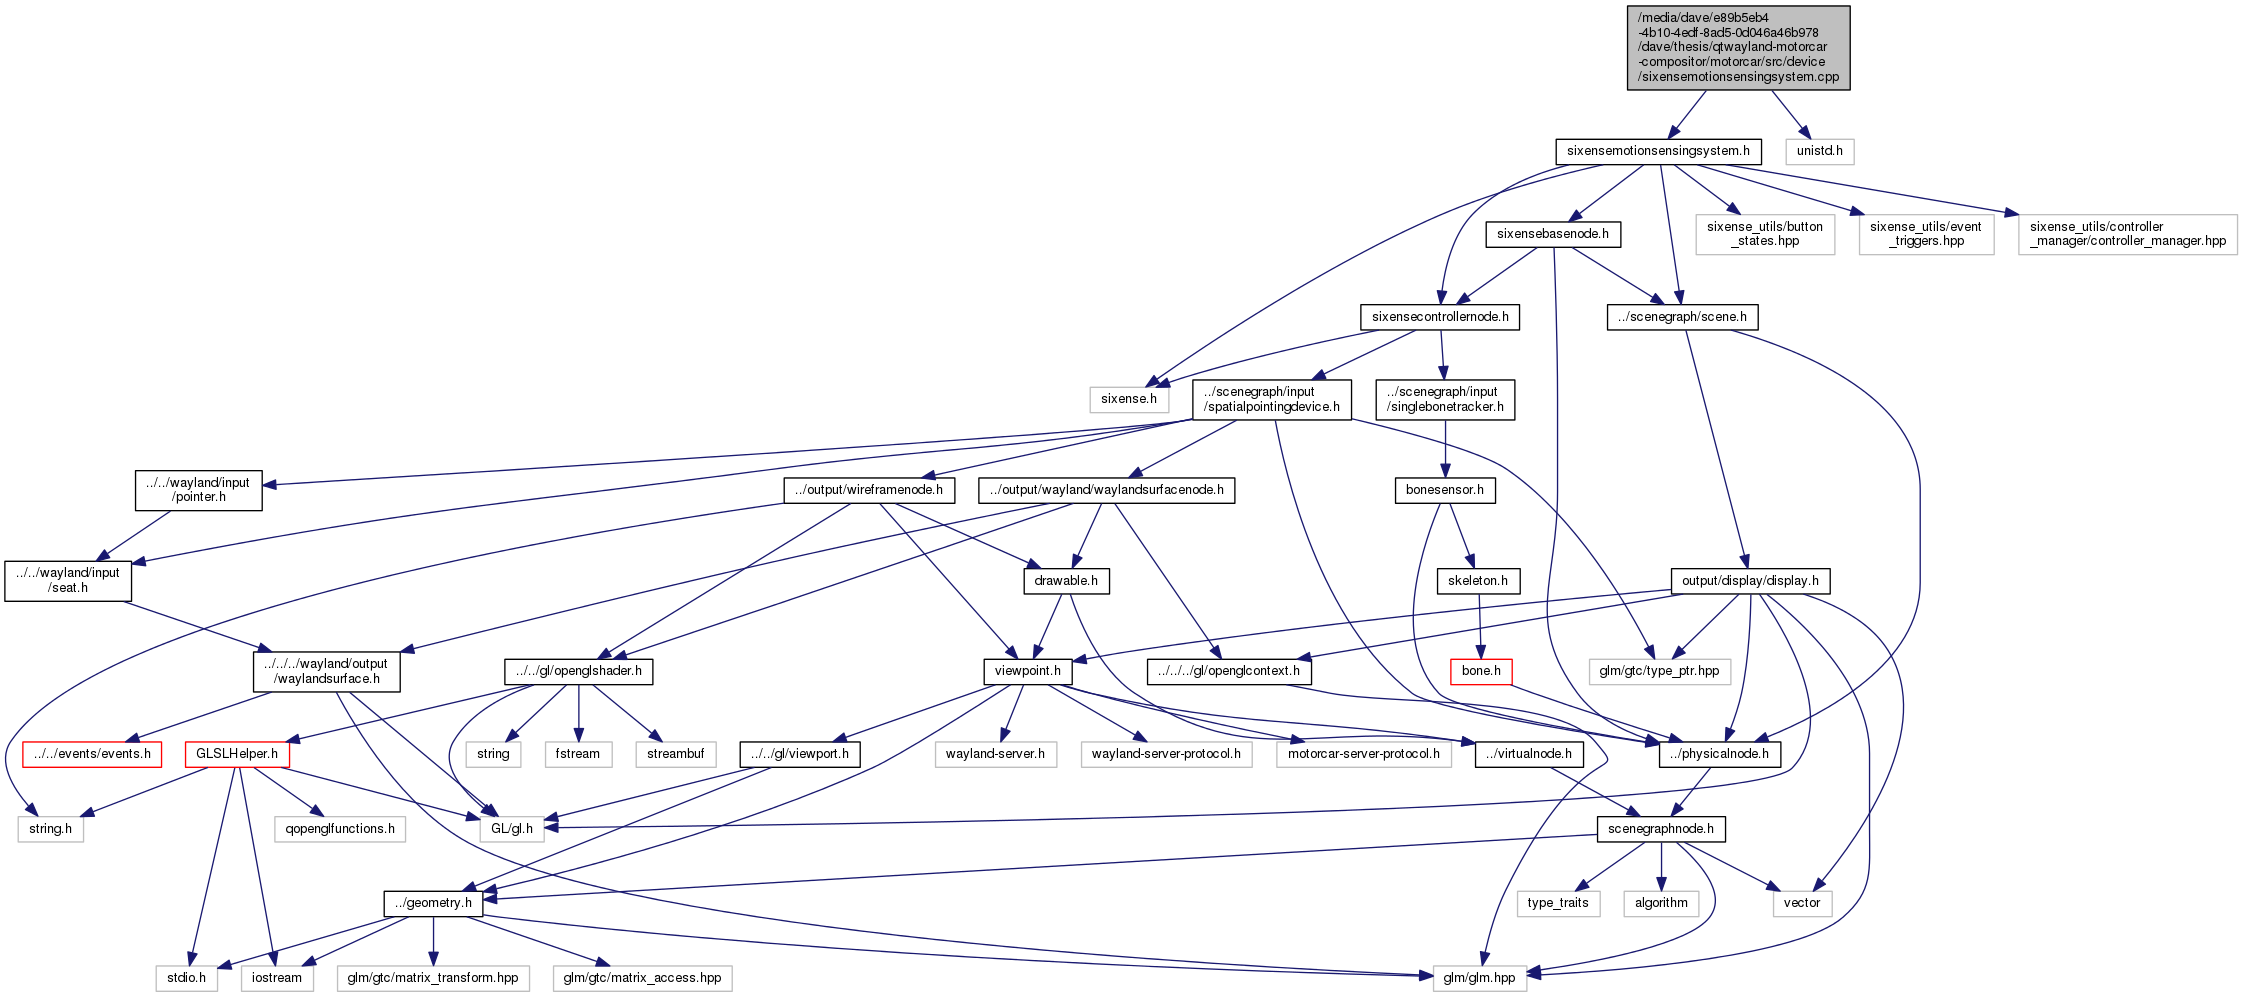 /media/dave/e89b5eb4
-4b10-4edf-8ad5-0d046a46b978
/dave/thesis/qtwayland-motorcar
-compositor/motorcar/src/device
/sixensemotionsensingsystem.cpp
sixensemotionsensingsystem.h
unistd.h
sixensebasenode.h
sixense_utils/button
_states.hpp
sixense_utils/event
_triggers.hpp
sixense_utils/controller
_manager/controller_manager.hpp
sixensecontrollernode.h
../scenegraph/scene.h
sixense.h
../scenegraph/input
/spatialpointingdevice.h
../scenegraph/input
/singlebonetracker.h
../../wayland/input
/pointer.h
../output/wireframenode.h
../output/wayland/waylandsurfacenode.h
bonesensor.h
../../wayland/input
/seat.h
drawable.h
skeleton.h
output/display/display.h
../../../wayland/output
/waylandsurface.h
../../gl/openglshader.h
viewpoint.h
../../../gl/openglcontext.h
bone.h
glm/gtc/type_ptr.hpp
../../events/events.h
GLSLHelper.h
string
fstream
streambuf
../../gl/viewport.h
wayland-server.h
wayland-server-protocol.h
motorcar-server-protocol.h
../virtualnode.h
../physicalnode.h
string.h
qopenglfunctions.h
GL/gl.h
scenegraphnode.h
../geometry.h
type_traits
algorithm
vector
stdio.h
iostream
glm/gtc/matrix_transform.hpp
glm/gtc/matrix_access.hpp
glm/glm.hpp